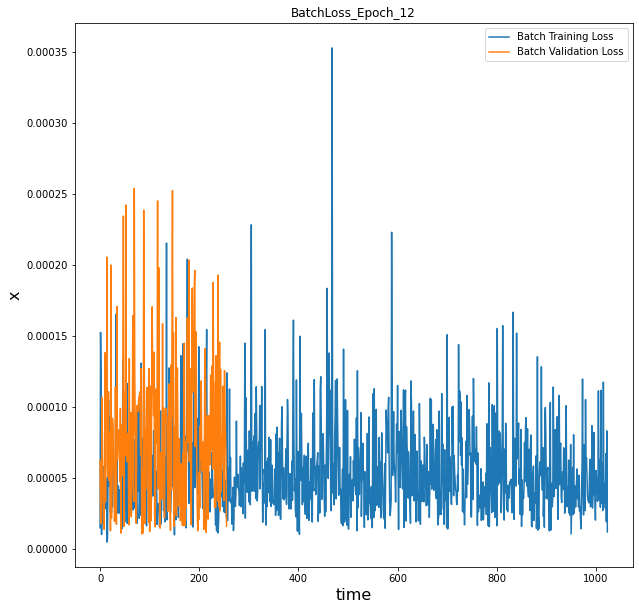 BatchLoss_Epoch_12
Batch Training Loss
Batch Validation Loss
0.00035
0.00030
0.00025
0.00020
0.00015
0.00010
0.00005
0.00000
x
0 200 400 600 800 1000
time